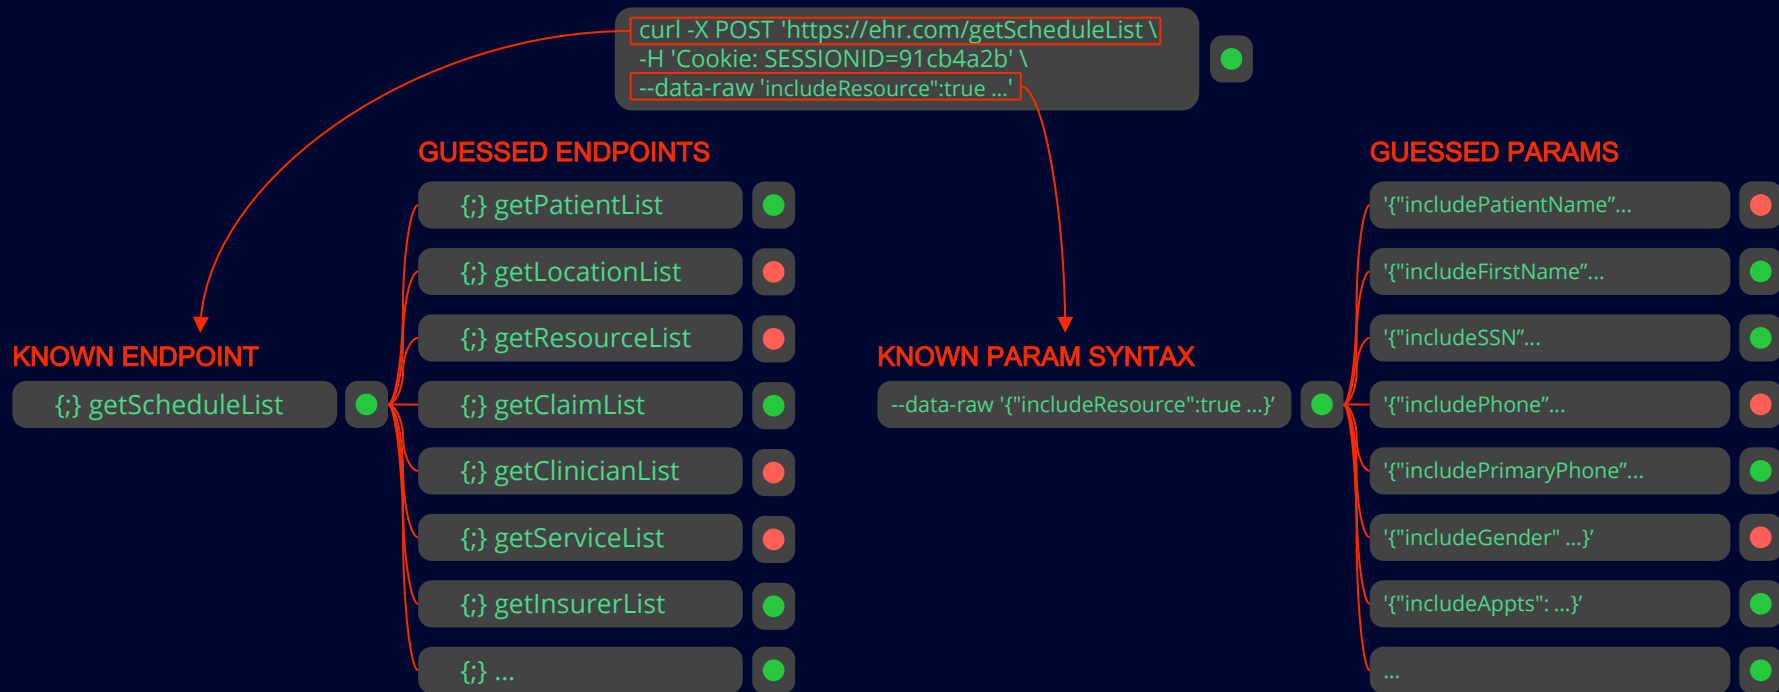 curl -X POST 'https://ehr.com/getScheduleList \
-H 'Cookie: SESSIONID=91cb4a2b' \
--data-raw 'includeResource":true ...'
GUESSED ENDPOINTS
{;} getPatientList
{;} getLocationList
{;} getResourceList
{;} getClaimList
{;} getClinicianList
{;} getServiceList
{;} getInsurerList
{;} ...
KNOWN ENDPOINT
{;} getScheduleList
KNOWN PARAM SYNTAX
--data-raw '{"includeResource":true ...}’
GUESSED PARAMS
'{"includePatientName”...
'{"includeFirstName”...
'{"includeSSN”...
'{"includePhone”...
'{"includePrimaryPhone”...
'{"includeGender" ...}’
'{"includeAppts": ...}’
...